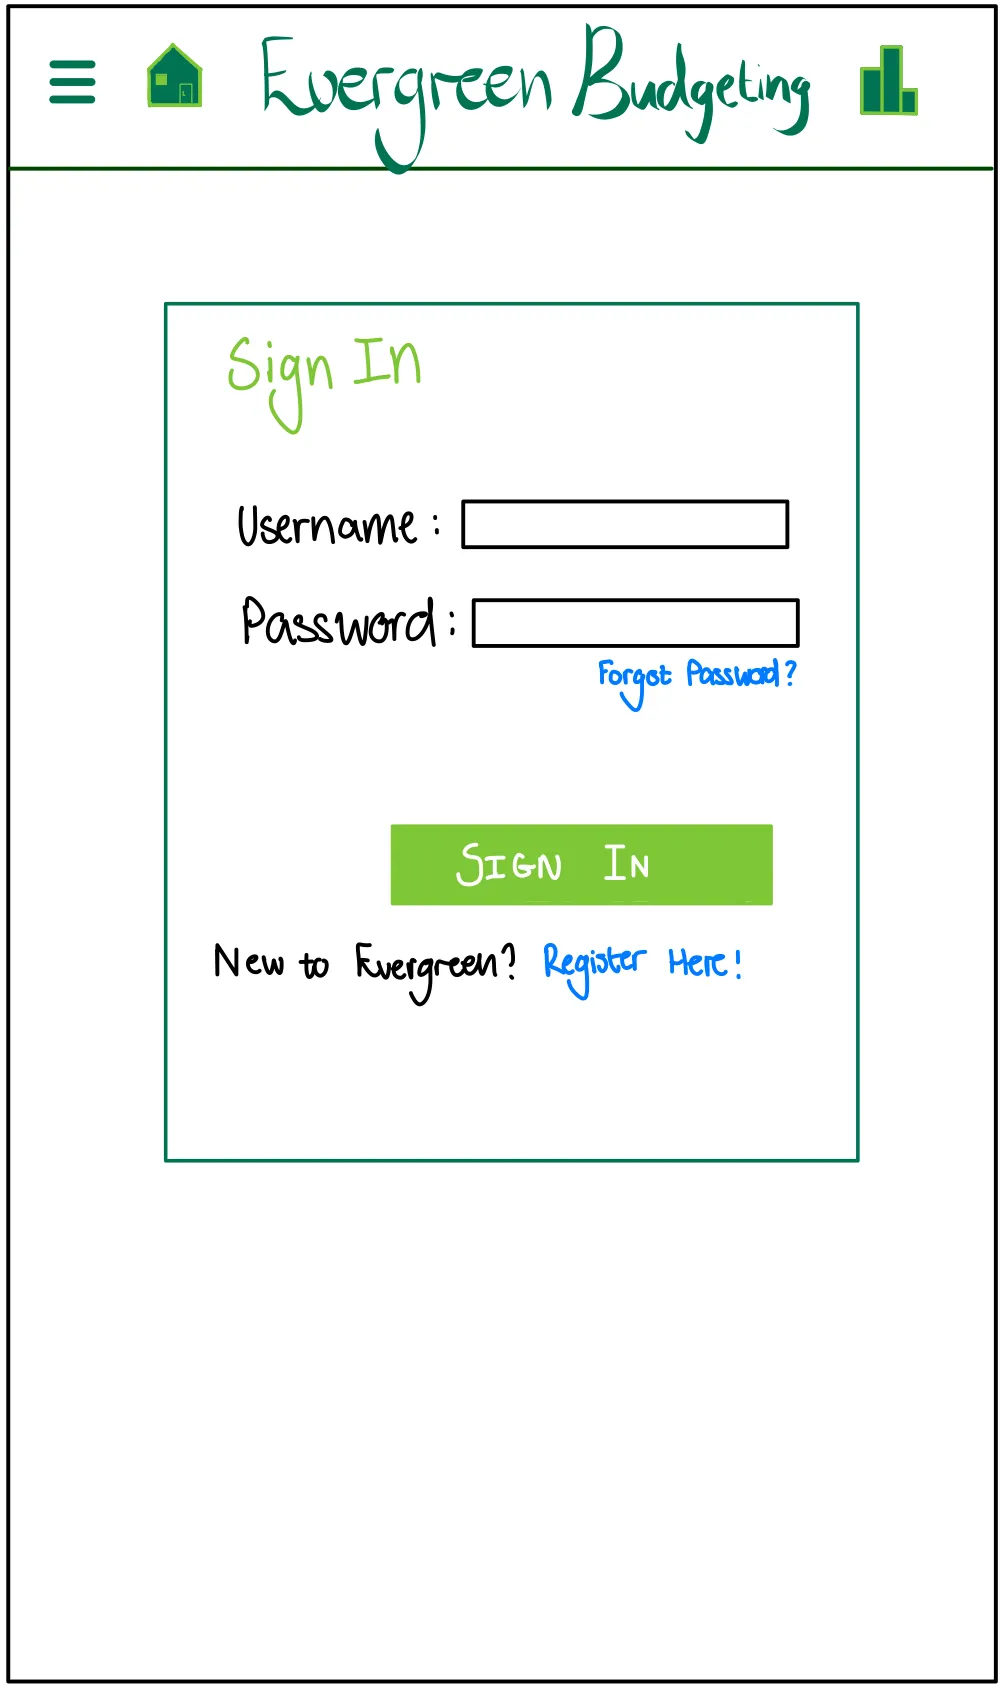 Evergreen Budgeting
Sign In
Username:
Password:
Forgot Password?
SIGN IN
New to Evergreen? Register Here!